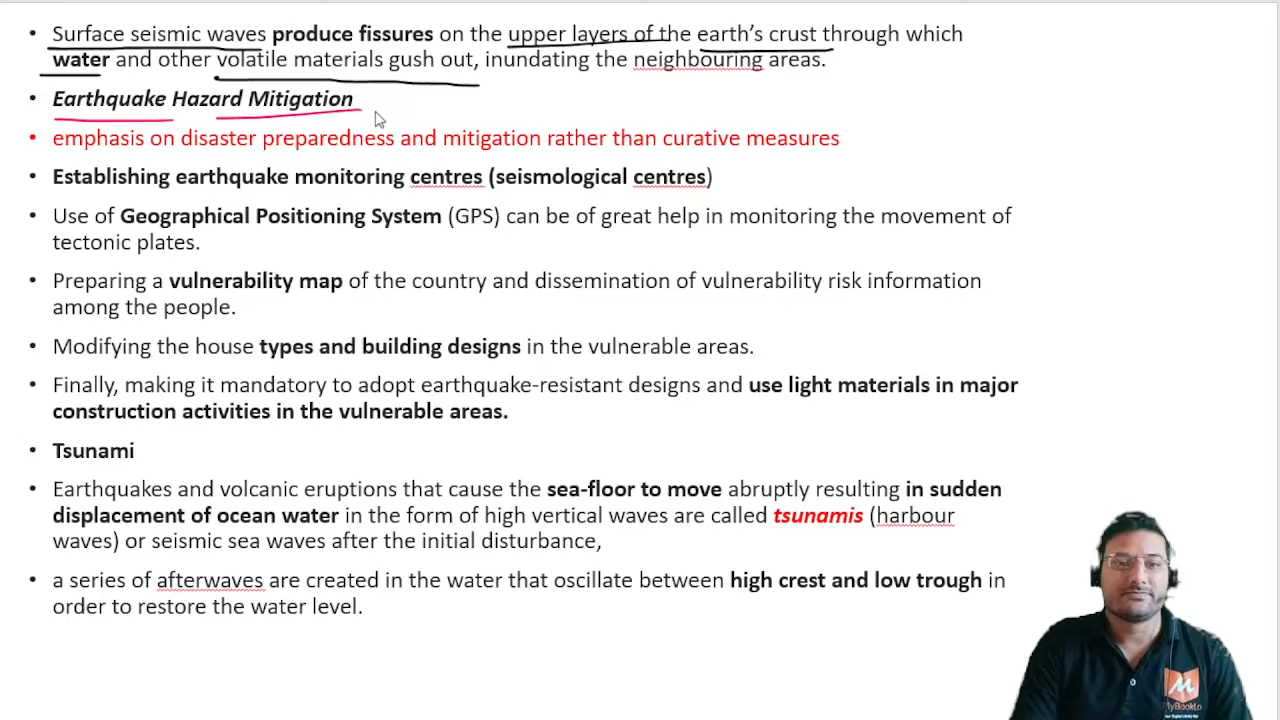 • Surface seismic waves produce fissures on the upper layers of the earth's crust through which
water and other volatile materials gush out, inundating the neighbouring areas.
• Earthquake Hazard Mitigation
• emphasis on disaster preparedness and mitigation rather than curative measures
• Establishing earthquake monitoring centres (seismological centres)
• Use of Geographical Positioning System (GPS) can be of great help in monitoring the movement of
tectonic plates.
• Preparing a vulnerability map of the country and dissemination of vulnerability risk information
among the people.
• Modifying the house types and building designs in the vulnerable areas.
• Finally, making it mandatory to adopt earthquake-resistant designs and use light materials in major
construction activities in the vulnerable areas.
• Tsunami
• Earthquakes and volcanic eruptions that cause the sea-floor to move abruptly resulting in sudden
displacement of ocean water in the form of high vertical waves are called tsunamis (harbour
waves) or seismic sea waves after the initial disturbance,
• a series of afterwaves are created in the water that oscillate between high crest and low trough in
order to restore the water level.